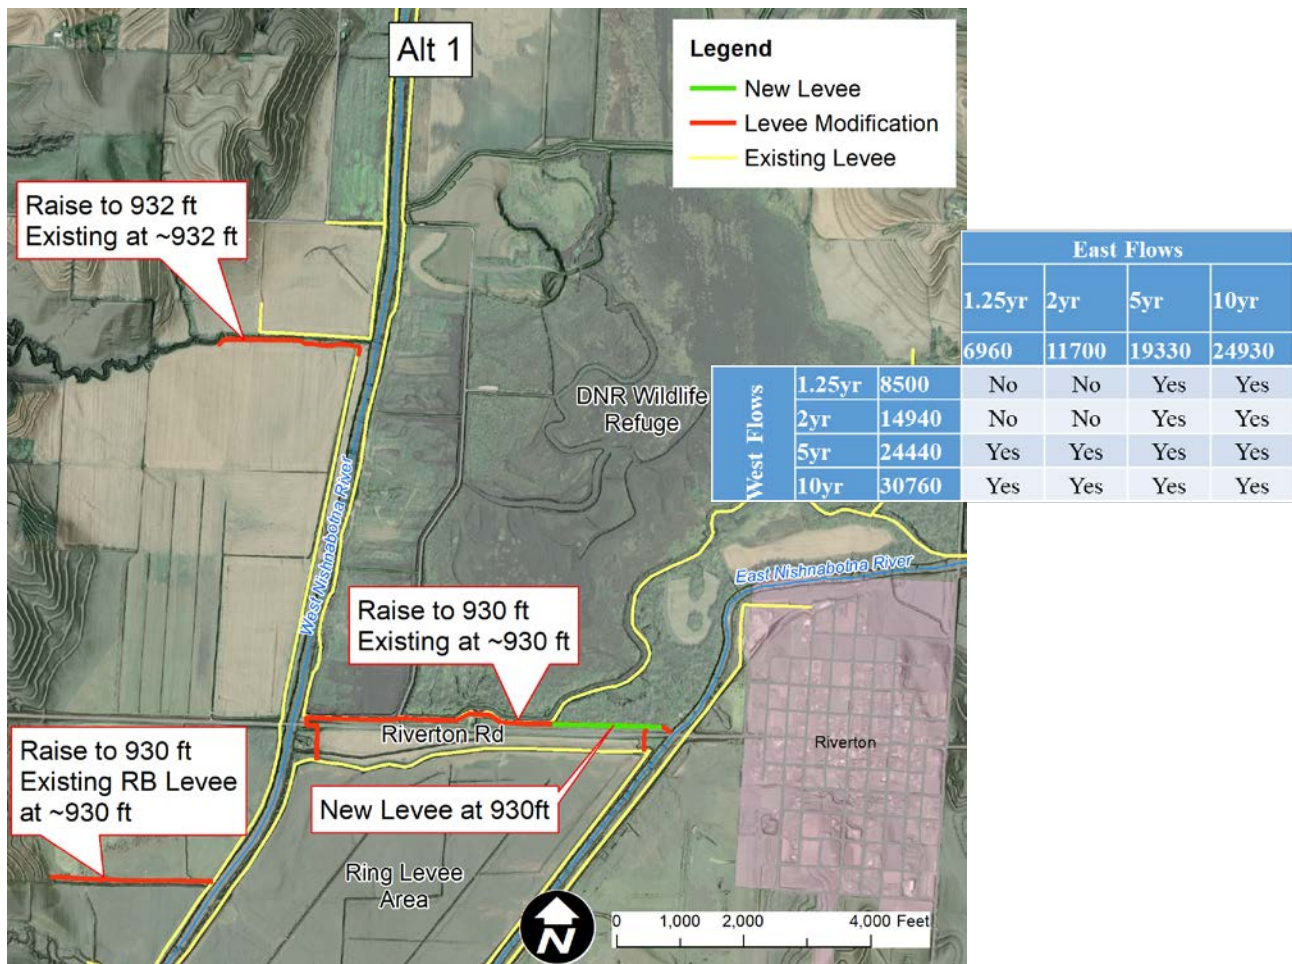 Alt 1
Legend
New Levee
Levee Modification
Existing Levee
Raise to 932 ft
Existing at ~932 ft
East Flows
1.25yr 2yr 5yr 10yr
6960 11700 19330 24930
West Flows
1.25yr 8500 No No Yes Yes
2yr 14940 No No Yes Yes
5yr 24440 Yes Yes Yes Yes
10yr 30760 Yes Yes Yes Yes
DNR Wildlife
Refuge
West Nishnabotna River
East Nishnabotna River
Raise to 930 ft
Existing at ~930 ft
Riverton Rd
Riverton
Raise to 930 ft
Existing RB Levee
at ~930 ft
New Levee at 930ft
Ring Levee
Area
N
0 1,000 2,000 4,000 Feet